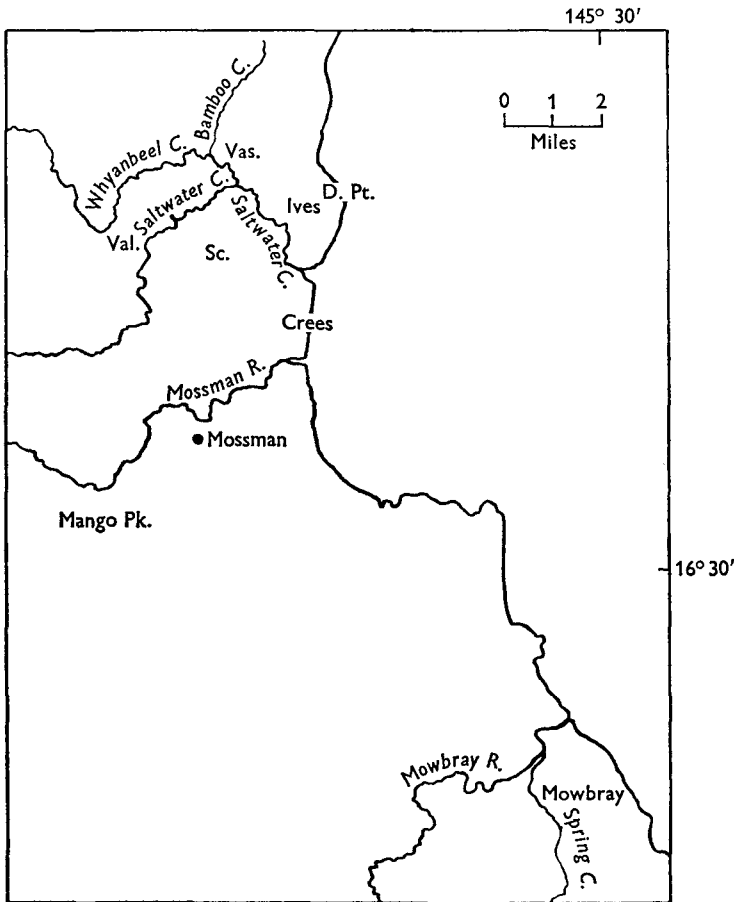 145° 30'
0 1 2
Miles
Bamboo C.
Whyanbeel C.
Vas.
Saltwater C.
D. Pt.
Ives
Saltwater C.
Val.
Sc.
Crees
Mossman R.
Mossman
Mango Pk.
16° 30'
Mowbray R.
Mowbray
Spring C.